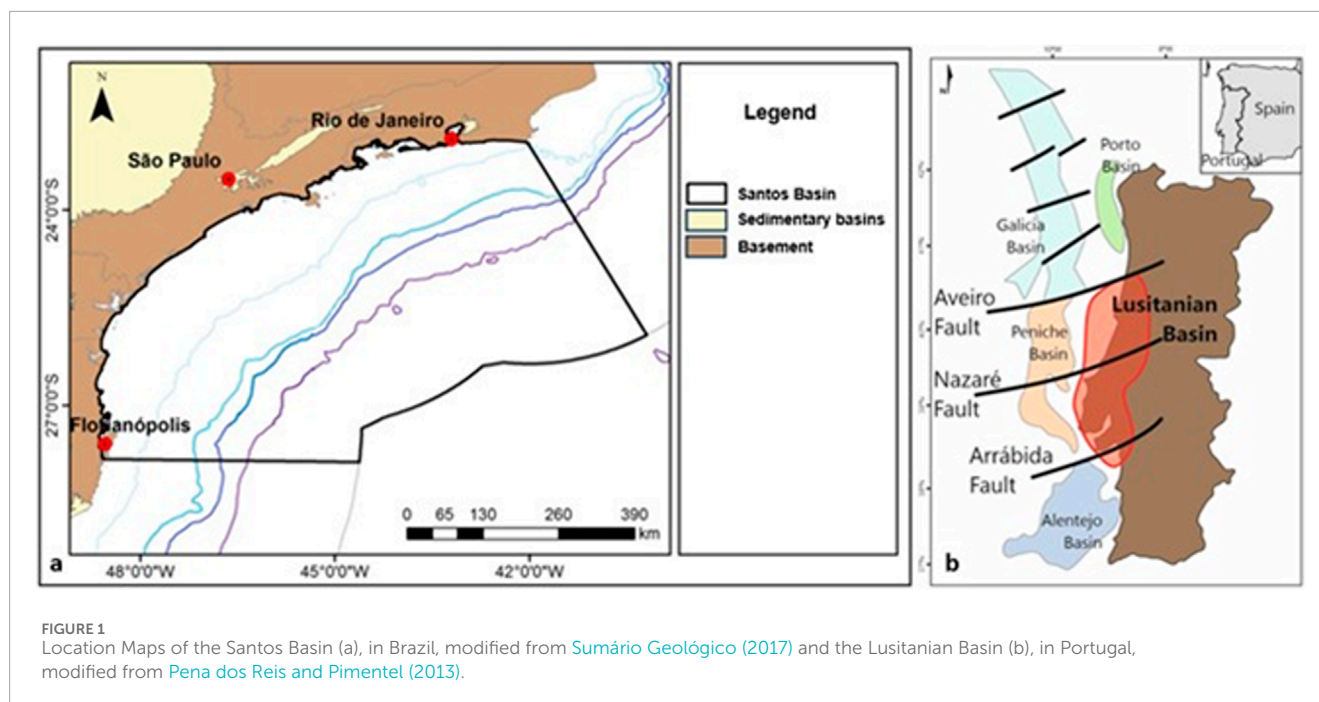 N
Rio de Janeiro
São Paulo
Florianópolis
24°0'0"S
27°0'0"S
48°0'0"W
45°0'0"W
42°0'0"W
0 65 130 260 390
km
a
Legend
Santos Basin
Sedimentary basins
Basement
N
Spain
Portugal
Porto
Basin
Galicia
Basin
Aveiro
Fault
Lusitanian
Basin
Peniche
Basin
Nazaré
Fault
Arrábida
Fault
Alentejo
Basin
b
FIGURE 1
Location Maps of the Santos Basin (a), in Brazil, modified from Sumário Geológico (2017) and the Lusitanian Basin (b), in Portugal,
modified from Pena dos Reis and Pimentel (2013).